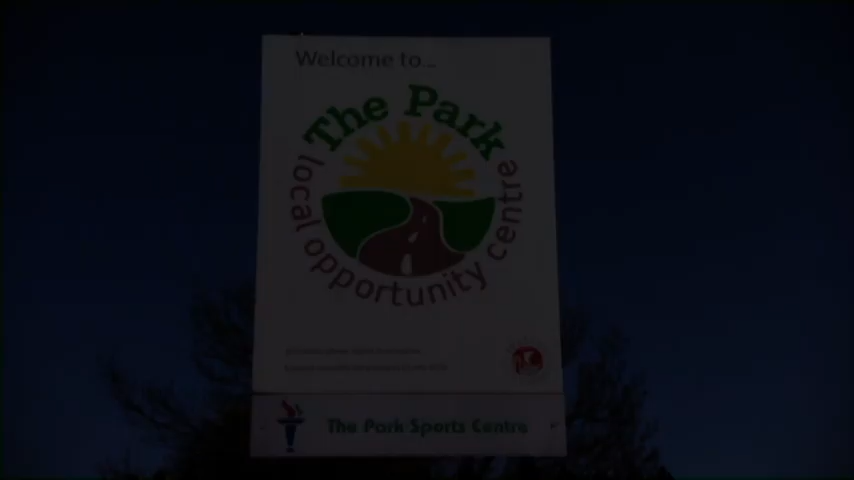 Welcome to...
The Park
local opportunity centre
The Park Sports Centre